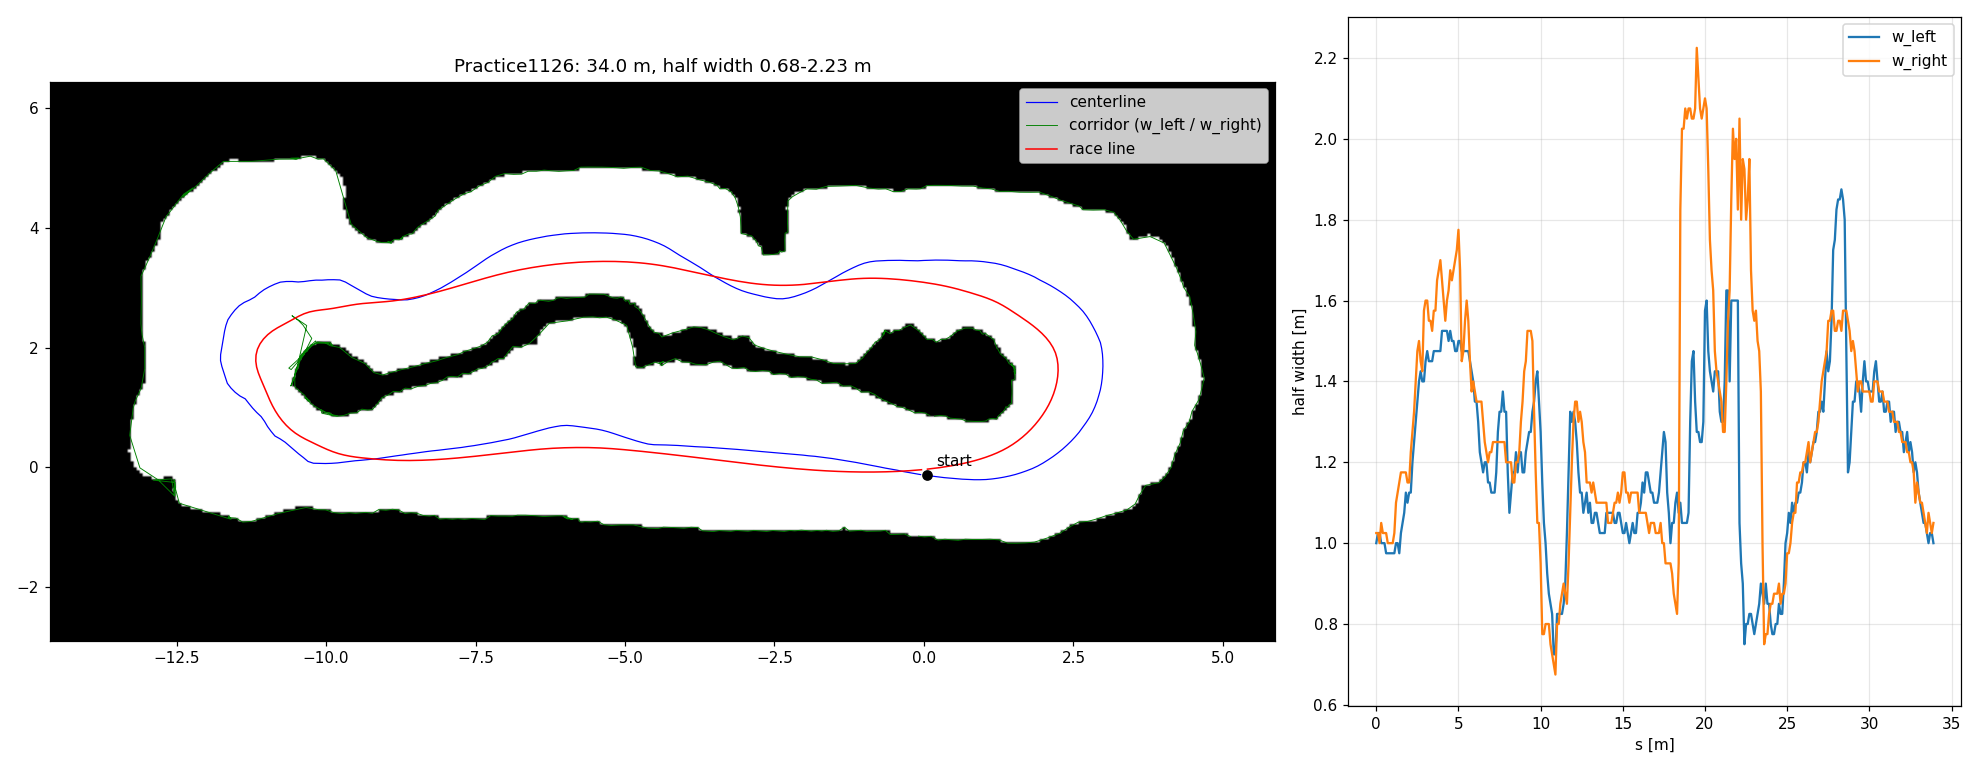 Practice1126: 34.0 m, half width 0.68-2.23 m
centerline
corridor (w_left / w_right)
race line
start
6
4
2
0
−2
−12.5 −10.0 −7.5 −5.0 −2.5 0.0 2.5 5.0
w_left
w_right
half width [m]
2.2
2.0
1.8
1.6
1.4
1.2
1.0
0.8
0.6
0 5 10 15 20 25 30 35
s [m]